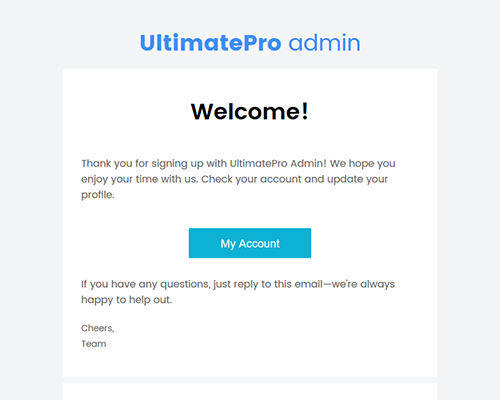 UltimatePro admin
Welcome!
Thank you for signing up with UltimatePro Admin! We hope you
enjoy your time with us. Check your account and update your
profile.
My Account
If you have any questions, just reply to this email—we're always
happy to help out.
Cheers,
Team